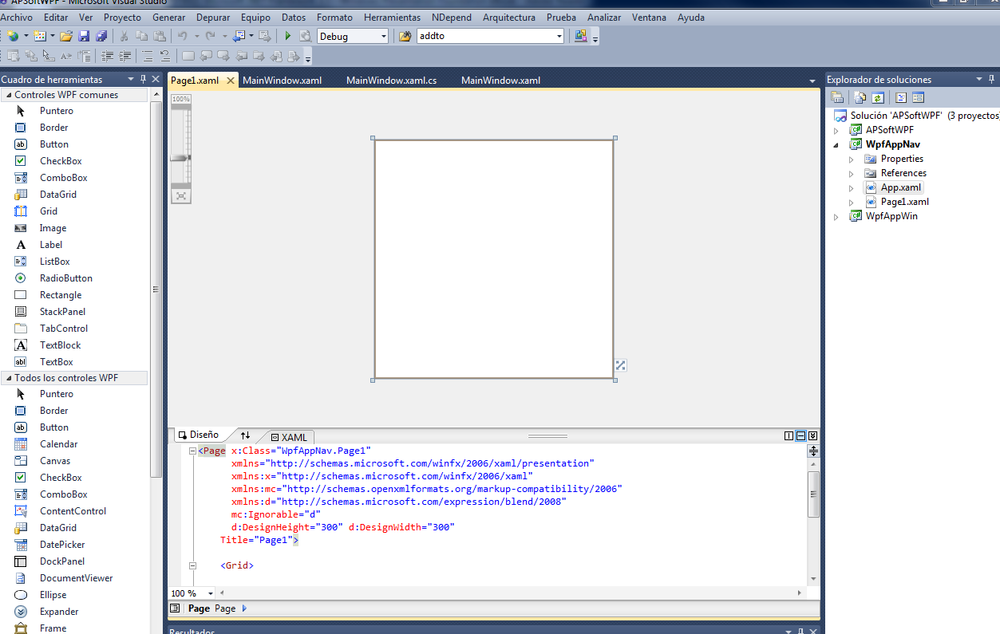 APSoftWPF - Microsoft Visual Studio
Archivo Editar Ver Proyecto Generar Depurar Equipo Datos Formato Herramientas NDepend Arquitectura Prueba Analizar Ventana Ayuda
Debug addto
Cuadro de herramientas
Controles WPF comunes
Puntero
Border
Button
CheckBox
ComboBox
DataGrid
Grid
Image
Label
ListBox
RadioButton
Rectangle
StackPanel
TabControl
TextBlock
TextBox
Todos los controles WPF
Puntero
Border
Button
Calendar
Canvas
CheckBox
ComboBox
ContentControl
DataGrid
DatePicker
DockPanel
DocumentViewer
Ellipse
Expander
Frame
Page1.xaml MainWindow.xaml MainWindow.xaml.cs MainWindow.xaml
100%
Diseño XAML
<Page x:Class="WpfAppNav.Page1"
xmlns="http://schemas.microsoft.com/winfx/2006/xaml/presentation"
xmlns:x="http://schemas.microsoft.com/winfx/2006/xaml"
xmlns:mc="http://schemas.openxmlformats.org/markup-compatibility/2006"
xmlns:d="http://schemas.microsoft.com/expression/blend/2008"
mc:Ignorable="d"
d:DesignHeight="300" d:DesignWidth="300"
Title="Page1">
<Grid>
100 %
Page Page
Resultados
Explorador de soluciones
Solución 'APSoftWPF' (3 proyectos)
APSoftWPF
WpfAppNav
Properties
References
App.xaml
Page1.xaml
WpfAppWin